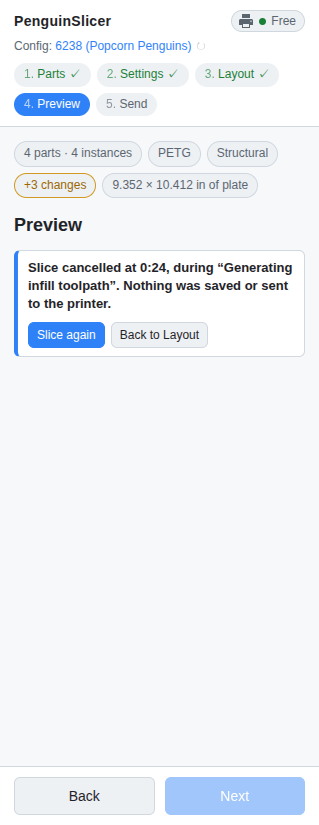 PenguinSlicer
Free
Config: 6238 (Popcorn Penguins)
1. Parts ✓
2. Settings ✓
3. Layout ✓
4. Preview
5. Send
4 parts · 4 instances
PETG
Structural
+3 changes
9.352 × 10.412 in of plate
Preview
Slice cancelled at 0:24, during “Generating
infill toolpath”. Nothing was saved or sent
to the printer.
Slice again
Back to Layout
Back
Next